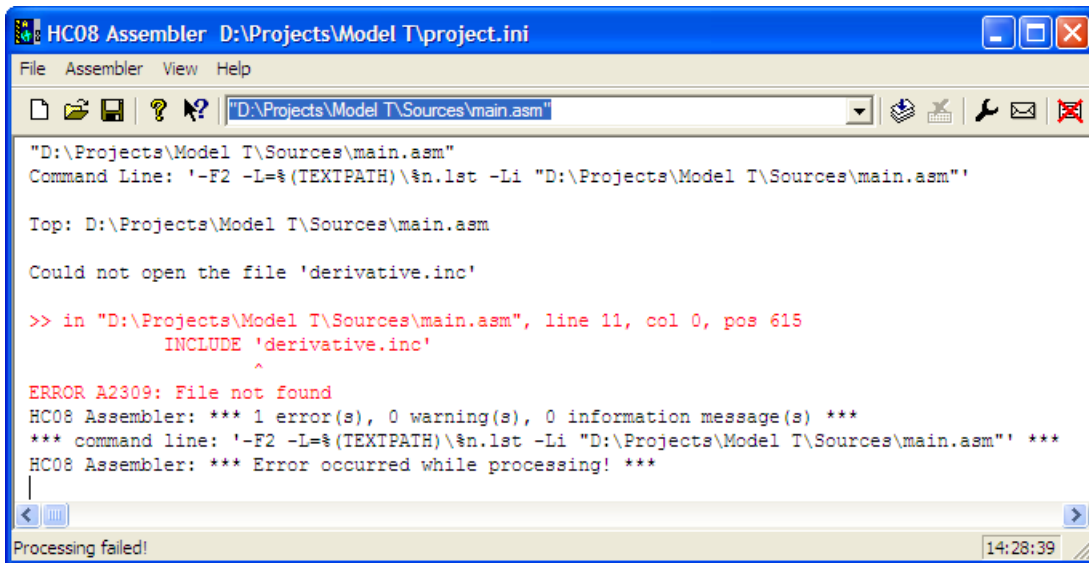 HC08 Assembler D:\Projects\Model T\project.ini
File Assembler View Help
"D:\Projects\Model T\Sources\main.asm"
"D:\Projects\Model T\Sources\main.asm"
Command Line: '-F2 -L=%(TEXTPATH)\%n.lst -Li "D:\Projects\Model T\Sources\main.asm"'
Top: D:\Projects\Model T\Sources\main.asm
Could not open the file 'derivative.inc'
>> in "D:\Projects\Model T\Sources\main.asm", line 11, col 0, pos 615
INCLUDE 'derivative.inc'
^
ERROR A2309: File not found
HC08 Assembler: *** 1 error(s), 0 warning(s), 0 information message(s) ***
*** command line: '-F2 -L=%(TEXTPATH)\%n.lst -Li "D:\Projects\Model T\Sources\main.asm"' ***
HC08 Assembler: *** Error occurred while processing! ***
Processing failed!
14:28:39